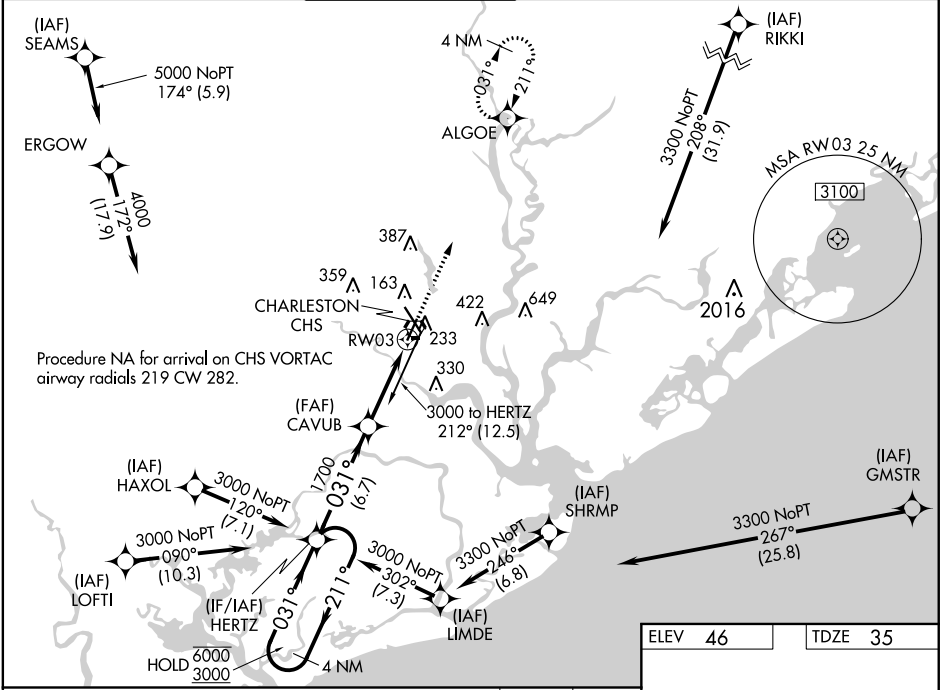 (IAF)
SEAMS
5000 NoPT
174° (5.9)
ERGOW
4000
172°
(17.9)
4 NM
031°
211°
ALGOE
(IAF)
RIKKI
3300 NoPT
208°
(31.9)
MSA RW03 25 NM
3100
387
359
163
CHARLESTON
CHS
RW03
233
422
649
2016
330
Procedure NA for arrival on CHS VORTAC
airway radials 219 CW 282.
3000 to HERTZ
212° (12.5)
(FAF)
CAVUB
1700
031°
(6.7)
(IAF)
HAXOL
3000 NoPT
120°
(7.1)
3000 NoPT
090°
(10.3)
(IAF)
LOFTI
(IF/IAF)
HERTZ
031°
211°
HOLD 6000
3000
4 NM
3000 NoPT
302°
(7.3)
(IAF)
LIMDE
3300 NoPT
246°
(6.8)
(IAF)
SHRMP
(IAF)
GMSTR
3300 NoPT
267°
(25.8)
ELEV 46
TDZE 35